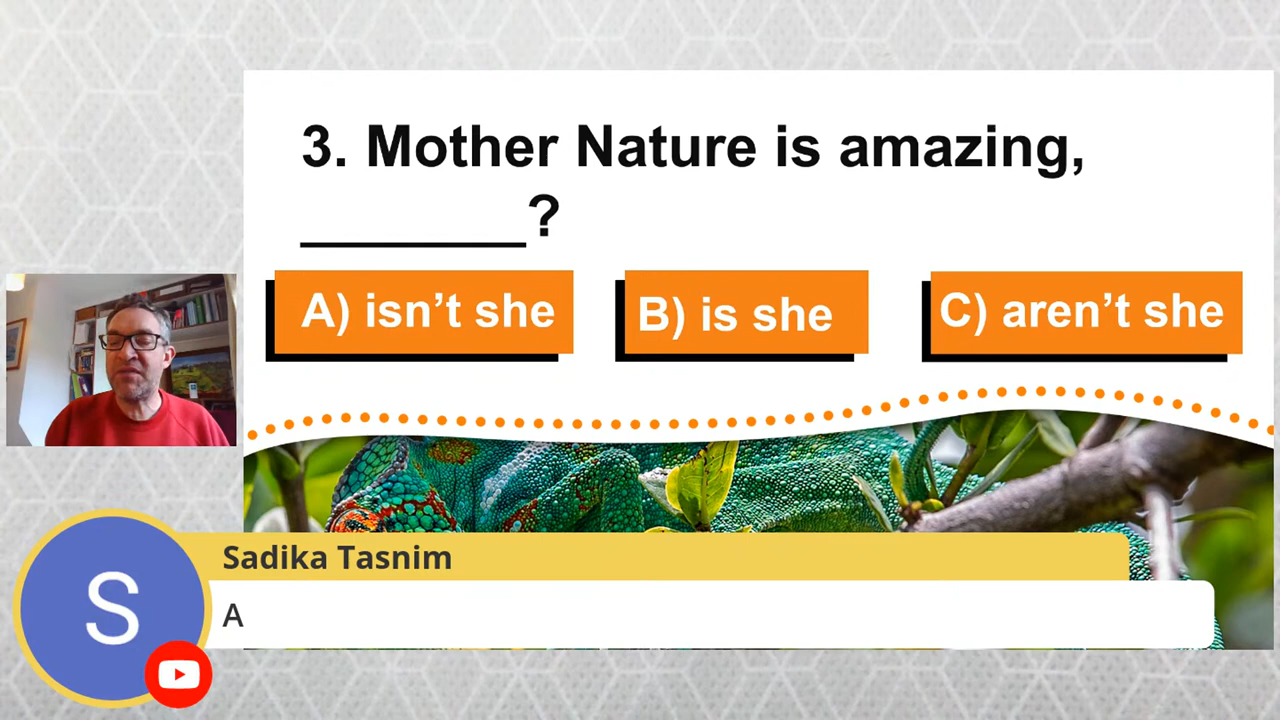 3. Mother Nature is amazing,
________?
A) isn’t she
B) is she
C) aren’t she
Sadika Tasnim
S
A